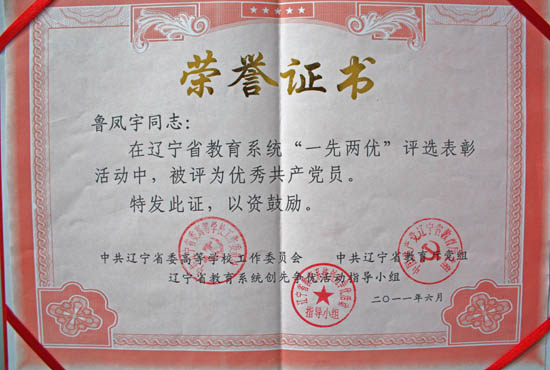 荣誉证书
鲁凤宇同志：
在辽宁省教育系统“一先两优”评选表彰
活动中，被评为优秀共产党员。
特发此证，以资鼓励。
中共辽宁省委高等学校工作委员会 中共辽宁省教育厅党组
辽宁省教育系统创先争优活动指导小组
指导小组
二〇一一年六月